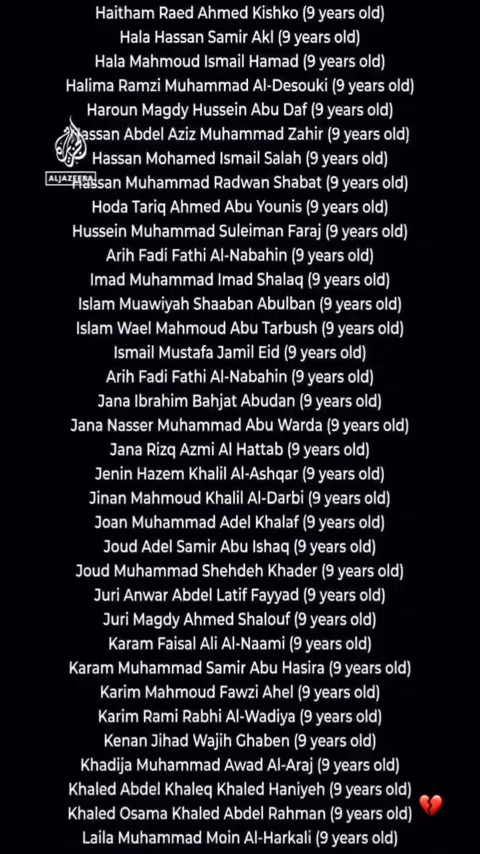 Haitham Raed Ahmed Kishko (9 years old)
Hala Hassan Samir Akl (9 years old)
Hala Mahmoud Ismail Hamad (9 years old)
Halima Ramzi Muhammad Al-Desouki (9 years old)
Haroun Magdy Hussein Abu Daf (9 years old)
Hassan Abdel Aziz Muhammad Zahir (9 years old)
Hassan Mohamed Ismail Salah (9 years old)
ALJAZEERA
Hassan Muhammad Radwan Shabat (9 years old)
Hoda Tariq Ahmed Abu Younis (9 years old)
Hussein Muhammad Suleiman Faraj (9 years old)
Arih Fadi Fathi Al-Nabahin (9 years old)
Imad Muhammad Imad Shalaq (9 years old)
Islam Muawiyah Shaaban Abulban (9 years old)
Islam Wael Mahmoud Abu Tarbush (9 years old)
Ismail Mustafa Jamil Eid (9 years old)
Arih Fadi Fathi Al-Nabahin (9 years old)
Jana Ibrahim Bahjat Abudan (9 years old)
Jana Nasser Muhammad Abu Warda (9 years old)
Jana Rizq Azmi Al Hattab (9 years old)
Jenin Hazem Khalil Al-Ashqar (9 years old)
Jinan Mahmoud Khalil Al-Darbi (9 years old)
Joan Muhammad Adel Khalaf (9 years old)
Joud Adel Samir Abu Ishaq (9 years old)
Joud Muhammad Shehdeh Khader (9 years old)
Juri Anwar Abdel Latif Fayyad (9 years old)
Juri Magdy Ahmed Shalouf (9 years old)
Karam Faisal Ali Al-Naami (9 years old)
Karam Muhammad Samir Abu Hasira (9 years old)
Karim Mahmoud Fawzi Ahel (9 years old)
Karim Rami Rabhi Al-Wadiya (9 years old)
Kenan Jihad Wajih Ghaben (9 years old)
Khadija Muhammad Awad Al-Araj (9 years old)
Khaled Abdel Khaleq Khaled Haniyeh (9 years old)
Khaled Osama Khaled Abdel Rahman (9 years old)
Laila Muhammad Moin Al-Harkali (9 years old)